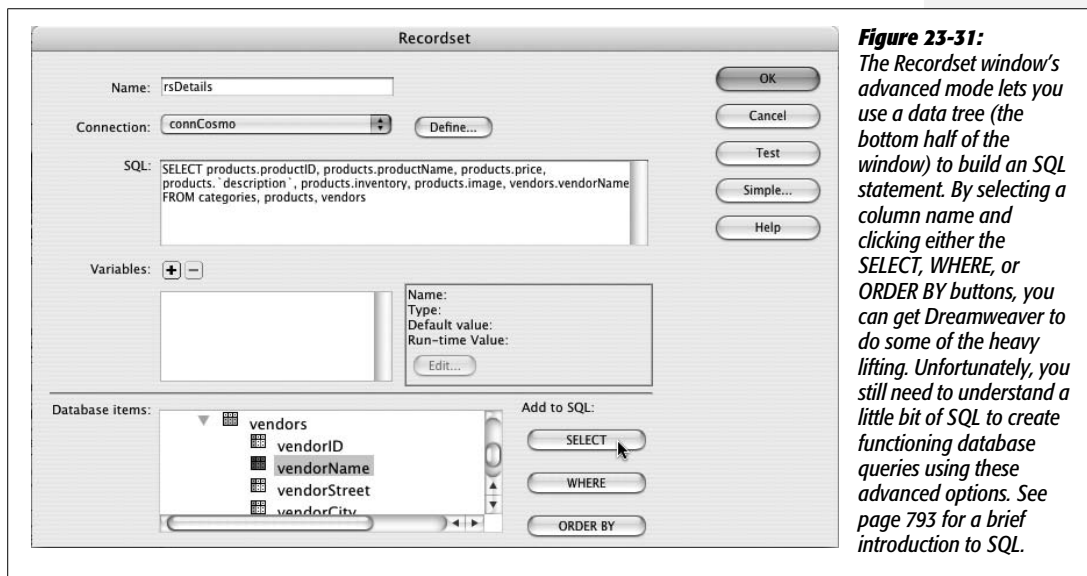 Recordset
Name: rsDetails
Connection: connCosmo Define...
SQL: SELECT products.productID, products.productName, products.price,
products.`description`, products.inventory, products.image, vendors.vendorName
FROM categories, products, vendors
Variables:
Name:
Type:
Default value:
Run-time Value:
Edit...
Database items:
vendors
vendorID
vendorName
vendorStreet
vendorCity
Add to SQL:
SELECT
WHERE
ORDER BY
OK
Cancel
Test
Simple...
Help
Figure 23-31:
The Recordset window's
advanced mode lets you
use a data tree (the
bottom half of the
window) to build an SQL
statement. By selecting a
column name and
clicking either the
SELECT, WHERE, or
ORDER BY buttons, you
can get Dreamweaver to
do some of the heavy
lifting. Unfortunately, you
still need to understand a
little bit of SQL to create
functioning database
queries using these
advanced options. See
page 793 for a brief
introduction to SQL.